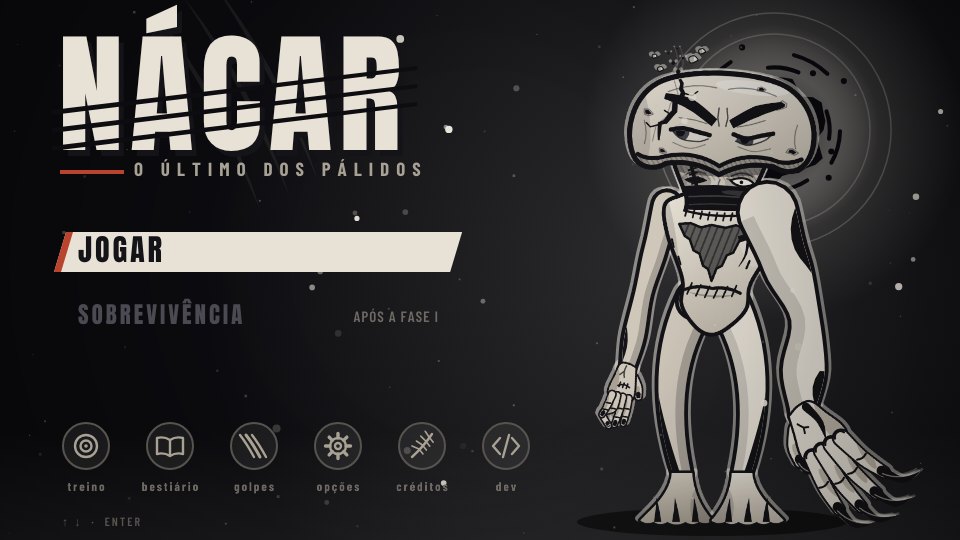 NÁCAR
O ÚLTIMO DOS PÁLIDOS
JOGAR
SOBREVIVÊNCIA APÓS A FASE I
treino bestiário golpes opções créditos dev
↑ ↓ · ENTER